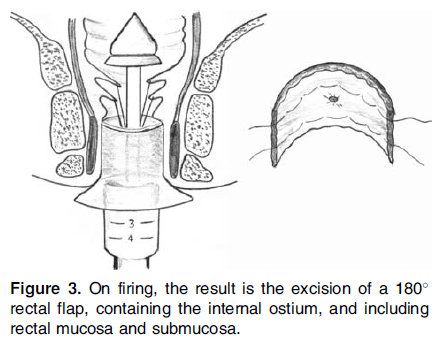 3
4
Figure 3. On firing, the result is the excision of a 180°
rectal flap, containing the internal ostium, and including
rectal mucosa and submucosa.